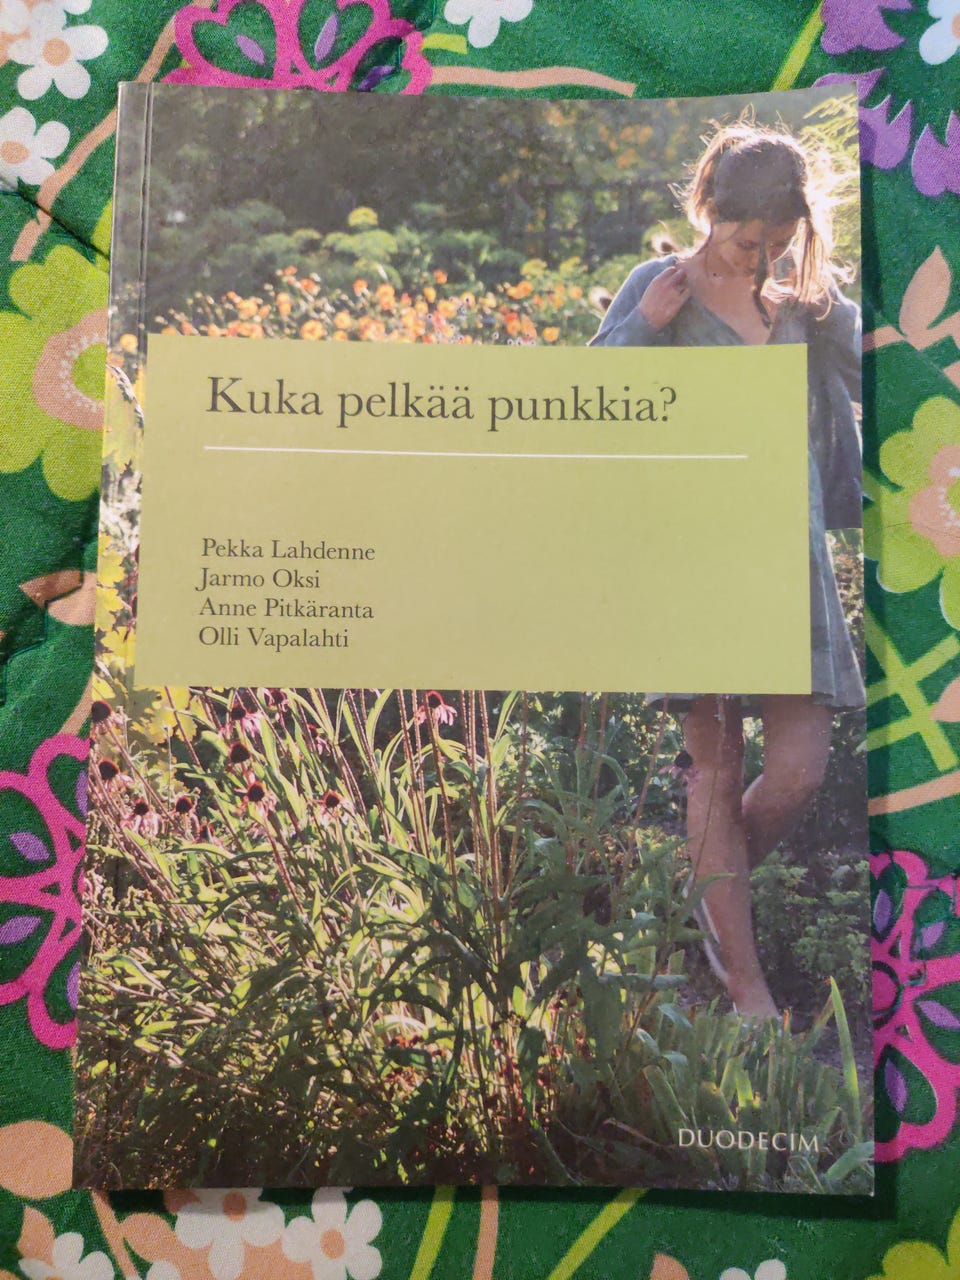 Kuka pelkää punkkia?
Pekka Lahdenne
Jarmo Oksi
Anne Pitkäranta
Olli Vapalahti
DUODECIM